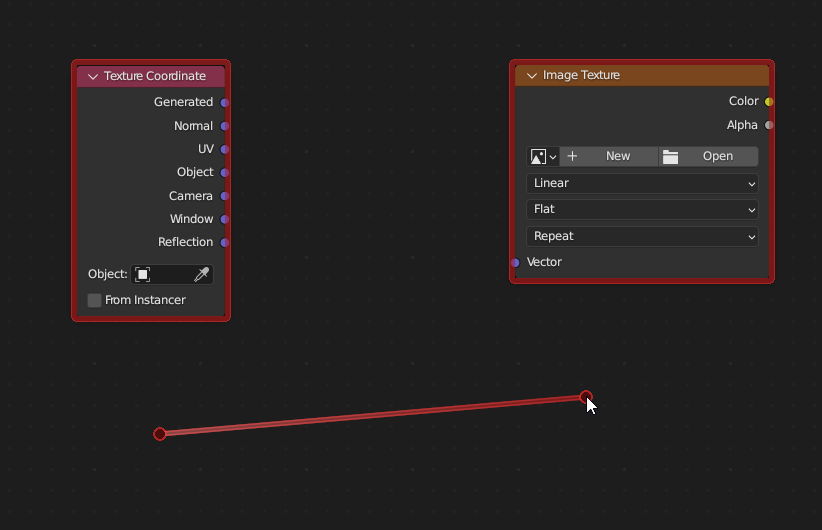 Texture Coordinate
Generated
Normal
UV
Object
Camera
Window
Reflection
Object:
From Instancer
Image Texture
Color
Alpha
New Open
Linear
Flat
Repeat
Vector